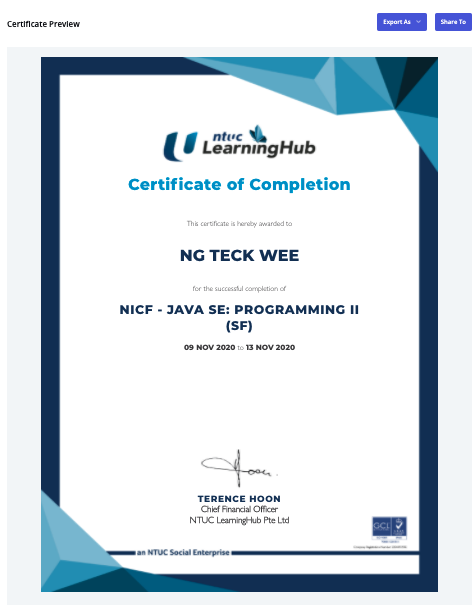 Certificate Preview
Export As
Share To
ntuc
LearningHub
Certificate of Completion
This certificate is hereby awarded to
NG TECK WEE
for the successful completion of
NICF - JAVA SE: PROGRAMMING II
(SF)
09 NOV 2020 to 13 NOV 2020
TERENCE HOON
Chief Financial Officer
NTUC LearningHub Pte Ltd
GCI
an NTUC Social Enterprise